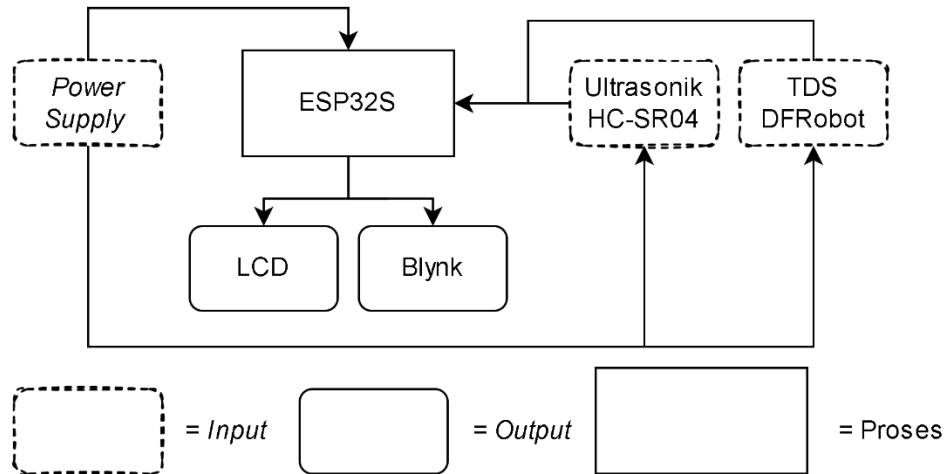 Power
Supply
ESP32S
Ultrasonik
HC-SR04
TDS
DFRobot
LCD
Blynk
= Input
= Output
= Proses